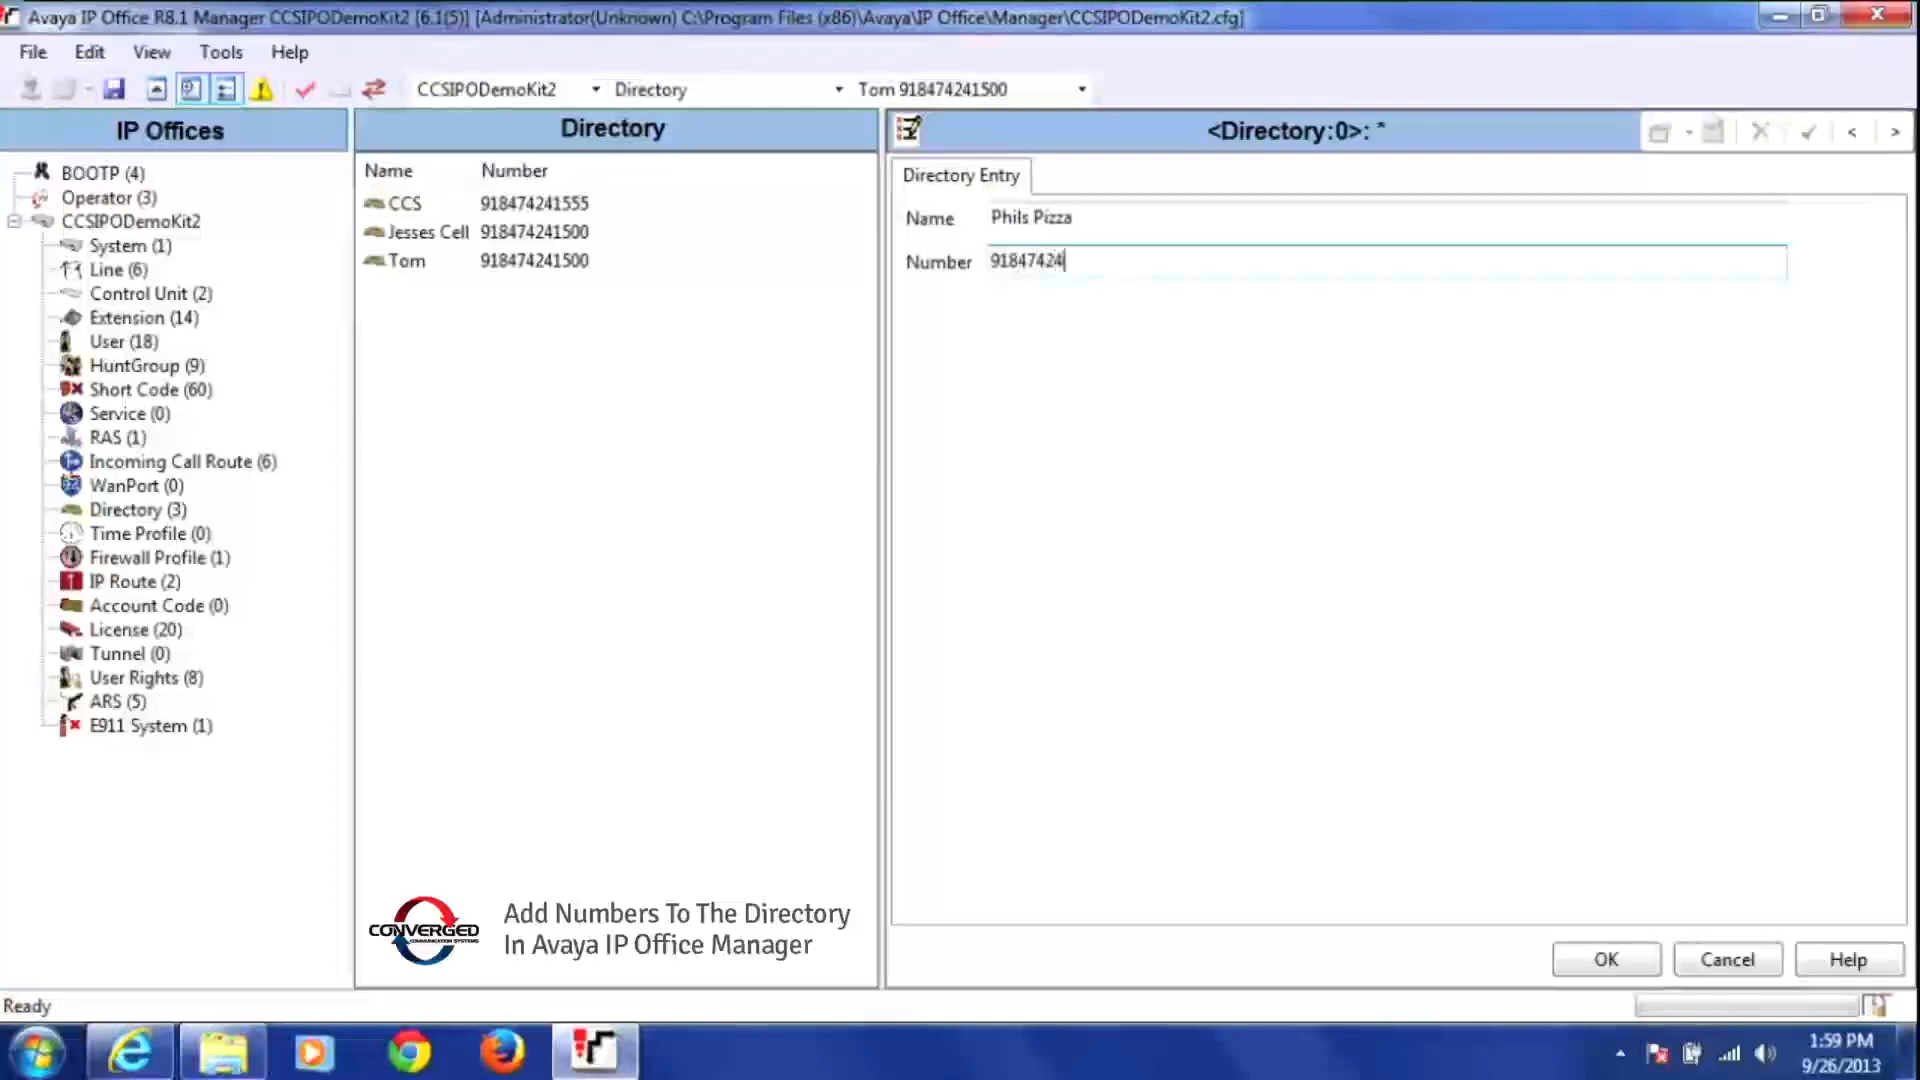 Avaya IP Office R8.1 Manager CCSIPODemoKit2 [6.1(5)] [Administrator(Unknown) C:\Program Files (x86)\Avaya\IP Office\Manager\CCSIPODemoKit2.cfg]
File Edit View Tools Help
CCSIPODemoKit2 Directory Tom 918474241500
IP Offices
BOOTP (4)
Operator (3)
CCSIPODemoKit2
System (1)
Line (6)
Control Unit (2)
Extension (14)
User (18)
HuntGroup (9)
Short Code (60)
Service (0)
RAS (1)
Incoming Call Route (6)
WanPort (0)
Directory (3)
Time Profile (0)
Firewall Profile (1)
IP Route (2)
Account Code (0)
License (20)
Tunnel (0)
User Rights (8)
ARS (5)
E911 System (1)
Directory
Name Number
CCS 918474241555
Jesses Cell 918474241500
Tom 918474241500
CONVERGED
COMMUNICATION SYSTEMS
Add Numbers To The Directory
In Avaya IP Office Manager
<Directory:0>: *
< >
Directory Entry
Name Phils Pizza
Number 91847424
OK Cancel Help
Ready
1:59 PM
9/26/2013